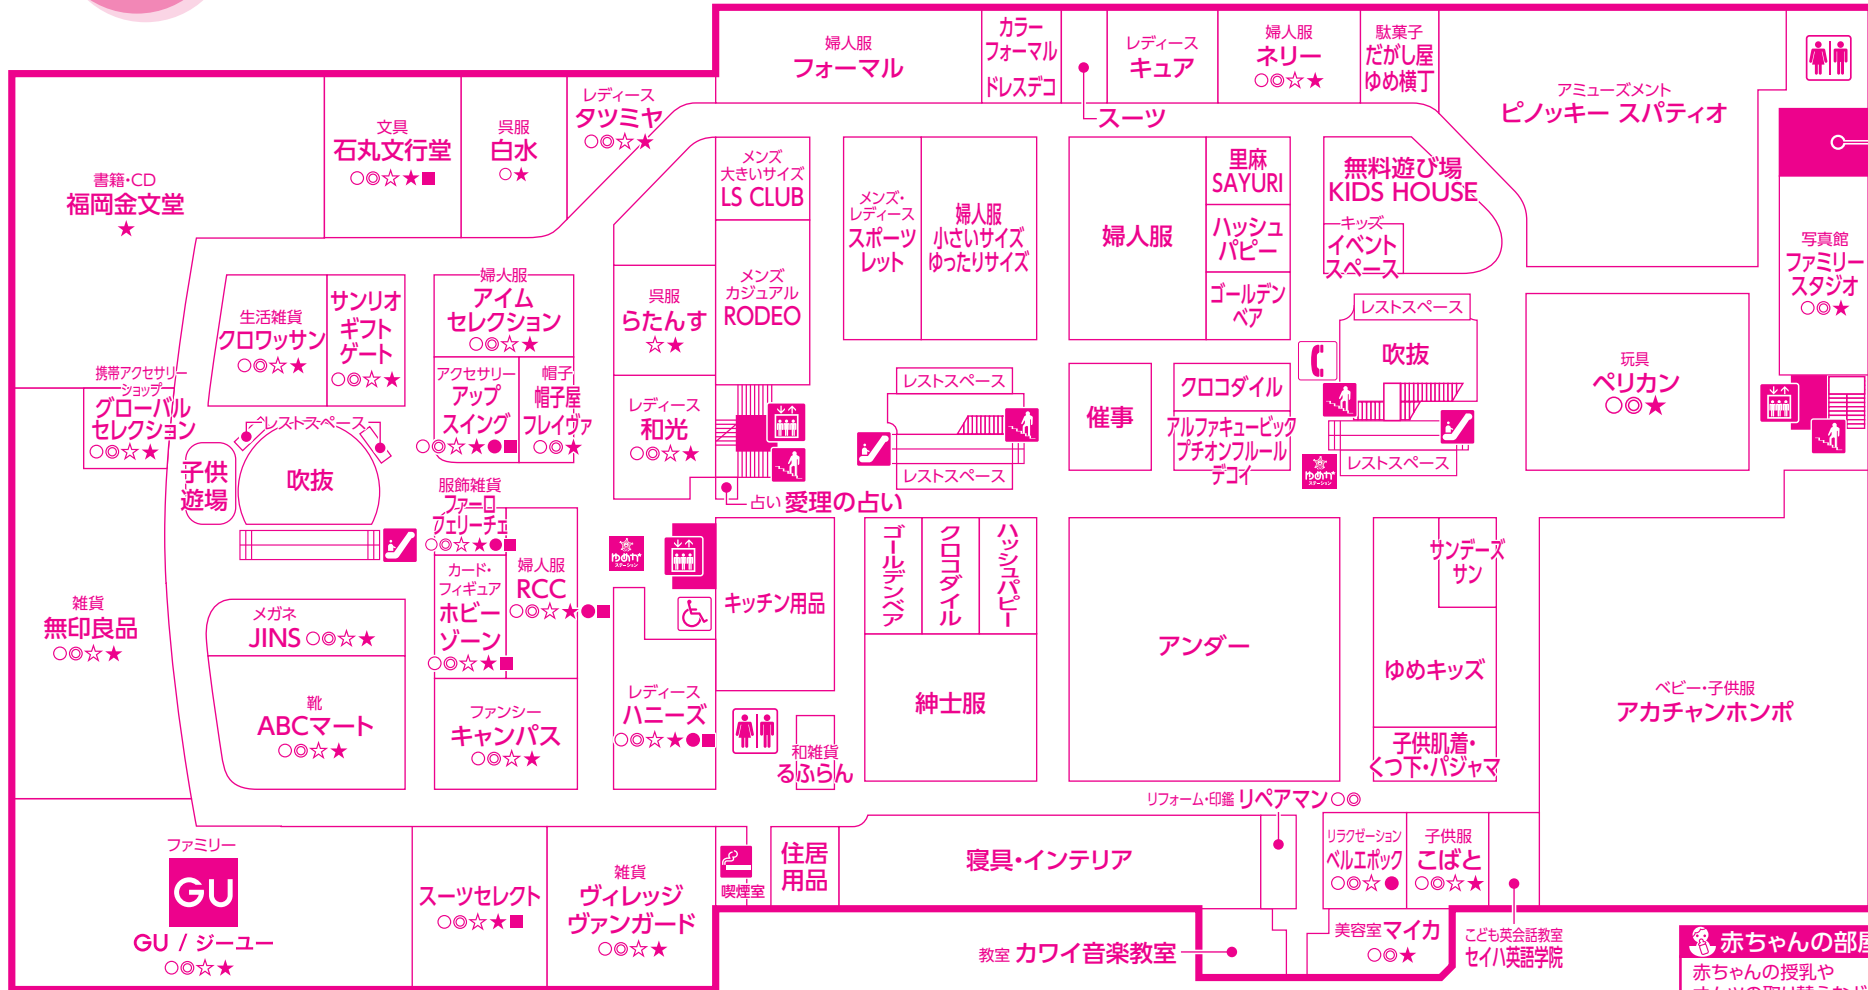 婦人服
フォーマル
カラー
フォーマル
ドレスデコ
スーツ
レディース
キュア
婦人服
ネリー
○◎☆★
駄菓子
だがし屋
ゆめ横丁
アミューズメント
ピノッキー スパティオ
書籍・CD
福岡金文堂
★
文具
石丸文行堂
○◎☆★■
呉服
白水
○★
レディース
タツミヤ
○◎☆★
メンズ
大きいサイズ
LS CLUB
メンズ・
レディース
スポーツ
レット
婦人服
小さいサイズ
ゆったりサイズ
婦人服
里麻
SAYURI
ハッシュ
パピー
ゴールデン
ベア
無料遊び場
KIDS HOUSE
キッズ
イベント
スペース
写真館
ファミリー
スタジオ
○◎★
生活雑貨
クロワッサン
○◎☆★
サンリオ
ギフト
ゲート
○◎☆★
婦人服
アイム
セレクション
○◎☆★
呉服
らたんす
☆★
メンズ
カジュアル
RODEO
レストスペース
吹抜
玩具
ペリカン
○◎★
携帯アクセサリー
ショップ
グローバル
セレクション
○◎☆★
アクセサリー
アップ
スイング
○◎☆★●■
帽子
帽子屋
フレイヴァ
○◎★
レディース
和光
○◎☆★
レストスペース
レストスペース
催事
クロコダイル
アルファキュービック
プチオンフルール
デコイ
ゆめか
ステーション
レストスペース
レストスペース
子供
遊場
吹抜
占い 愛理の占い
服飾雑貨
ファーロ
フェリーチェ
○◎☆★●■
カード・
フィギュア
ホビー
ゾーン
○◎☆★■
婦人服
RCC
○◎☆★●■
ゆめか
ステーション
キッチン用品
ゴールデンベア
クロコダイル
ハッシュパピー
アンダー
サンデーズ
サン
雑貨
無印良品
○◎☆★
メガネ
JINS ○◎☆★
靴
ABCマート
○◎☆★
ファンシー
キャンパス
○◎☆★
レディース
ハニーズ
○◎☆★●■
和雑貨
るふらん
紳士服
ゆめキッズ
子供肌着・
くつ下・パジャマ
ベビー・子供服
アカチャンホンポ
リフォーム・印鑑 リペアマン○◎
ファミリー
GU
GU / ジーユー
○◎☆★
スーツセレクト
○◎☆★■
雑貨
ヴィレッジ
ヴァンガード
○◎☆★
喫煙室
住居
用品
寝具・インテリア
リラクゼーション
ベルエポック
○◎☆●
子供服
こばと
○◎☆★
教室 カワイ音楽教室
美容室 マイカ
○◎★
こども英会話教室
セイハ英語学院
赤ちゃんの部屋
赤ちゃんの授乳や